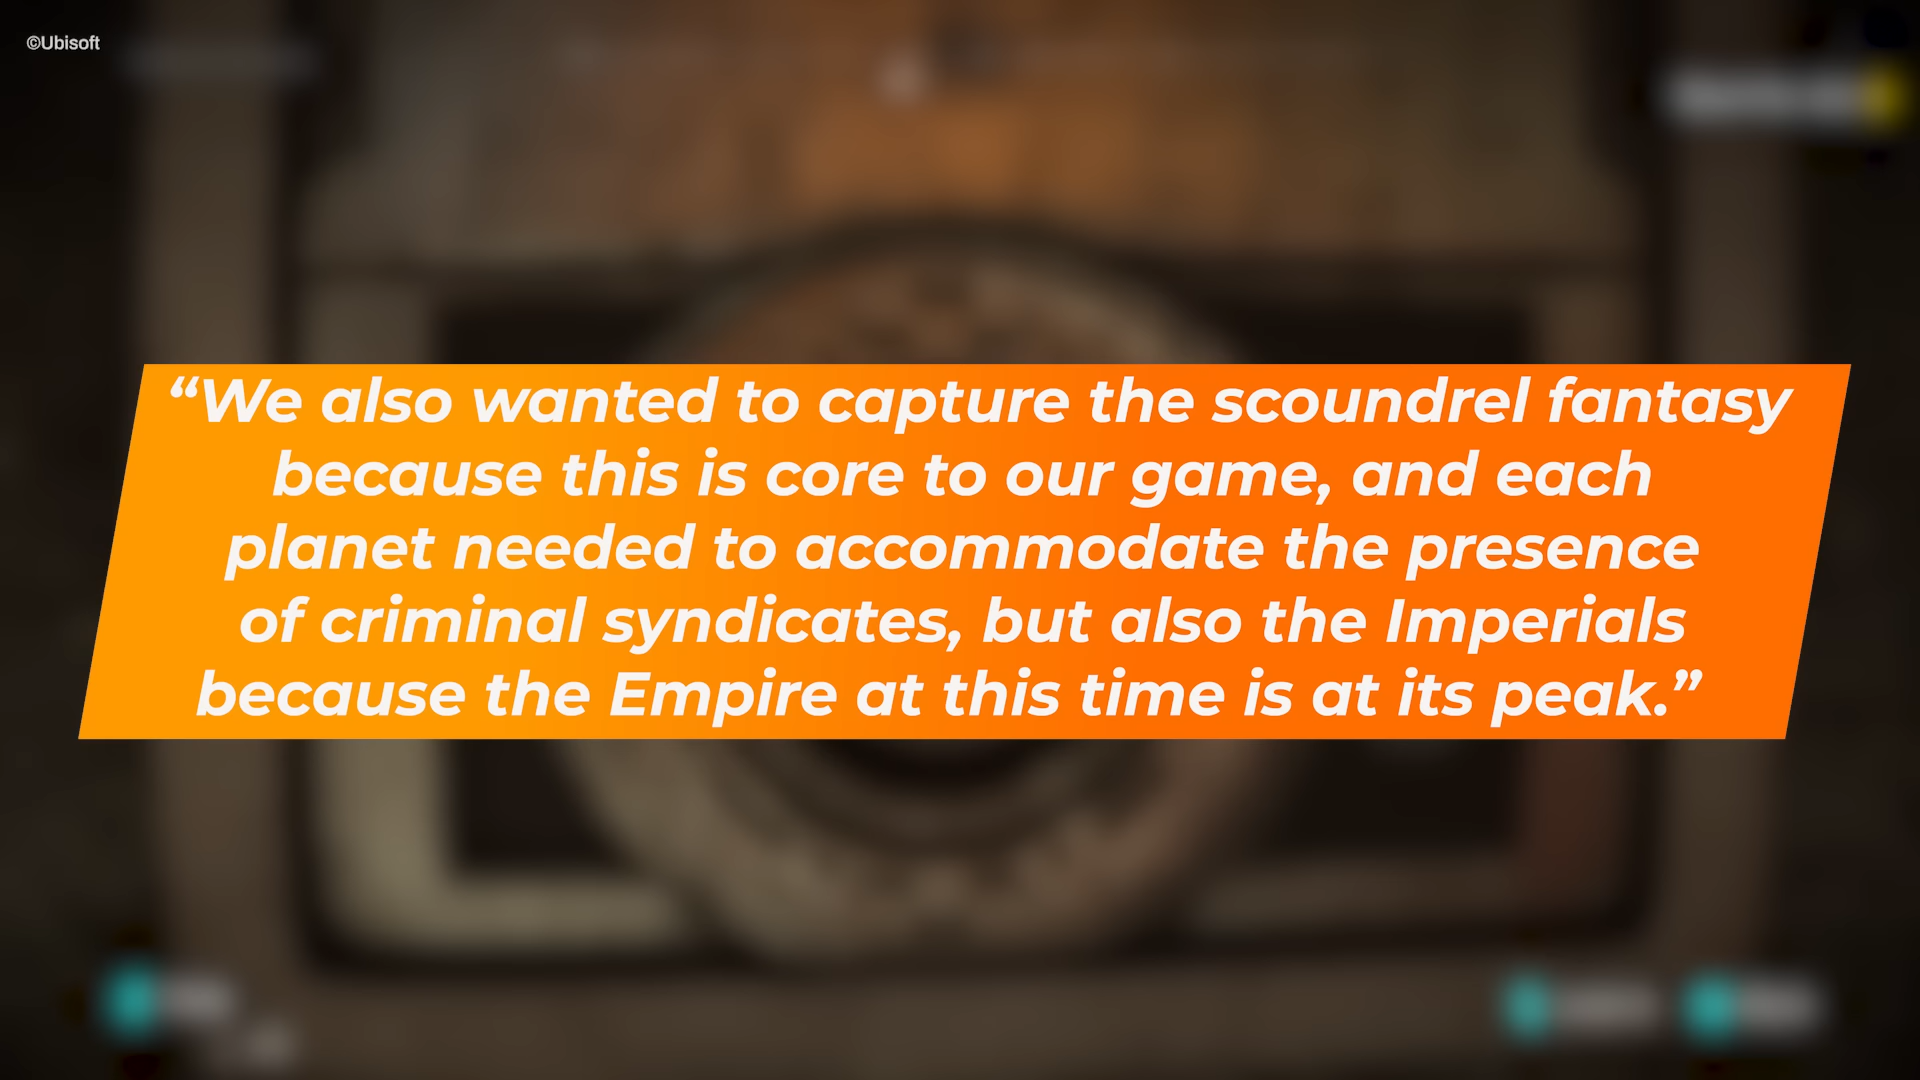 ©Ubisoft
“We also wanted to capture the scoundrel fantasy
because this is core to our game, and each
planet needed to accommodate the presence
of criminal syndicates, but also the Imperials
because the Empire at this time is at its peak.”